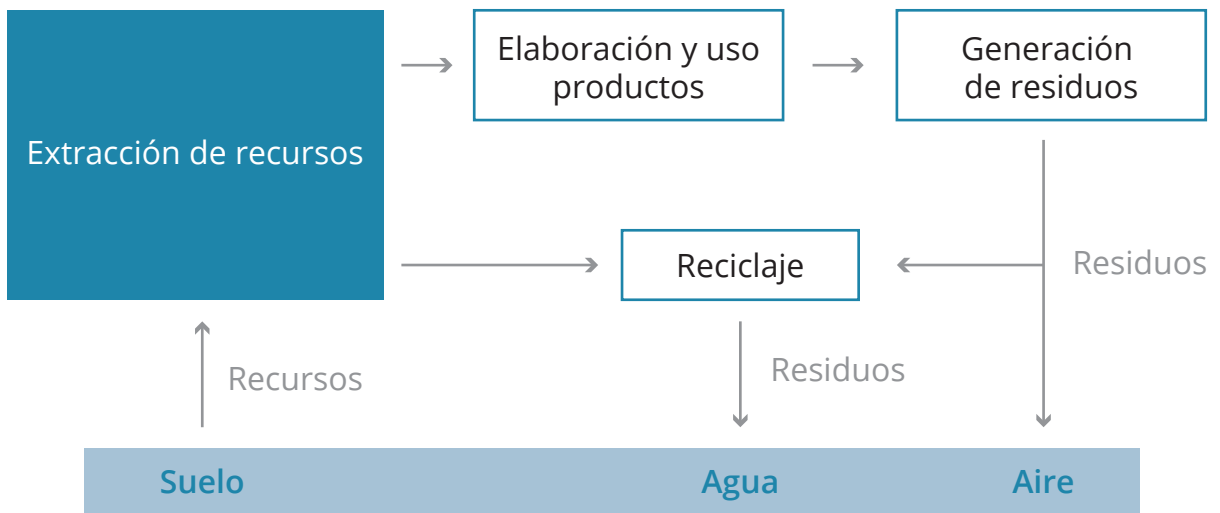 Elaboración y uso
productos
Generación
de residuos
Extracción de recursos
Reciclaje
Residuos
Recursos
Residuos
Suelo
Agua
Aire